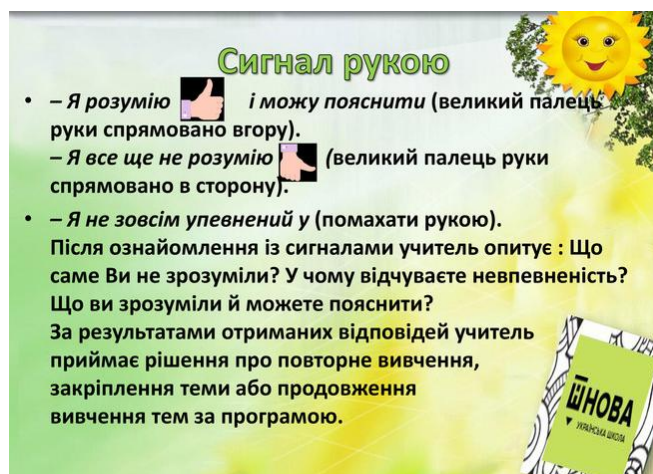 Сигнал рукою
• – Я розумію і можу пояснити (великий палець
руки спрямовано вгору).
– Я все ще не розумію (великий палець руки
спрямовано в сторону).
• – Я не зовсім упевнений у (помахати рукою).
Після ознайомлення із сигналами учитель опитує : Що
саме Ви не зрозуміли? У чому відчуваєте невпевненість?
Що ви зрозуміли й можете пояснити?
За результатами отриманих відповідей учитель
приймає рішення про повторне вивчення,
закріплення теми або продовження
вивчення тем за програмою.
НОВА
УКРАЇНСЬКА ШКОЛА